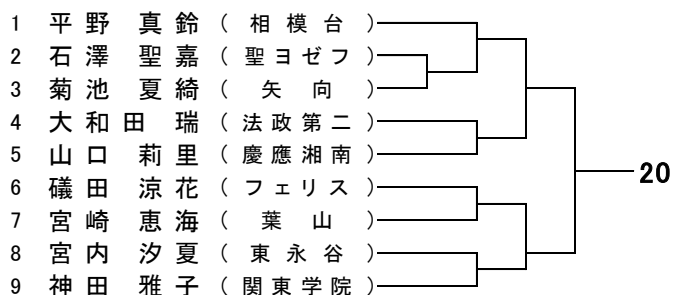 1 平野 真鈴 (相模台)
2 石澤 聖嘉 (聖ヨゼフ)
3 菊池 夏綺 (矢向)
4 大和田 瑞 (法政第二)
5 山口 莉里 (慶應湘南)
6 礒田 涼花 (フェリス)
7 宮崎 恵海 (葉山)
8 宮内 汐夏 (東永谷)
9 神田 雅子 (関東学院)
20